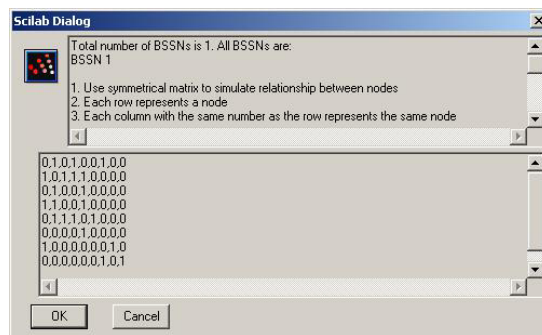 Scilab Dialog
Total number of BSSNs is 1. All BSSNs are:
BSSN 1
1. Use symmetrical matrix to simulate relationship between nodes
2. Each row represents a node
3. Each column with the same number as the row represents the same node
0,1,0,1,0,0,1,0,0
1,0,1,1,1,0,0,0,0
0,1,0,0,1,0,0,0,0
1,1,0,0,1,0,0,0,0
0,1,1,1,0,1,0,0,0
0,0,0,0,1,0,0,0,0
1,0,0,0,0,0,0,1,0
0,0,0,0,0,0,1,0,1
OK
Cancel